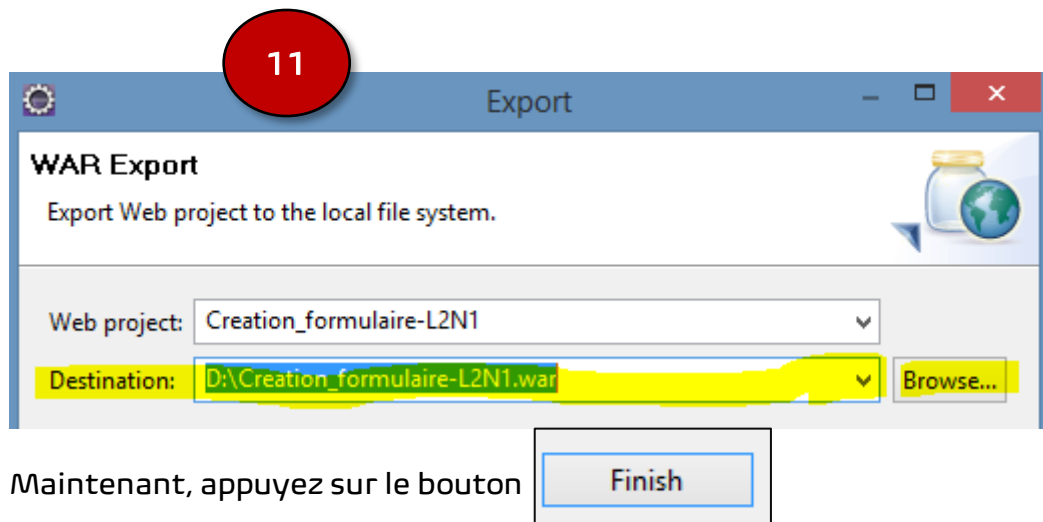 11
Export
WAR Export
Export Web project to the local file system.
Web project: Creation_formulaire-L2N1
Destination: D:\Creation_formulaire-L2N1.war Browse...
Maintenant, appuyez sur le bouton Finish